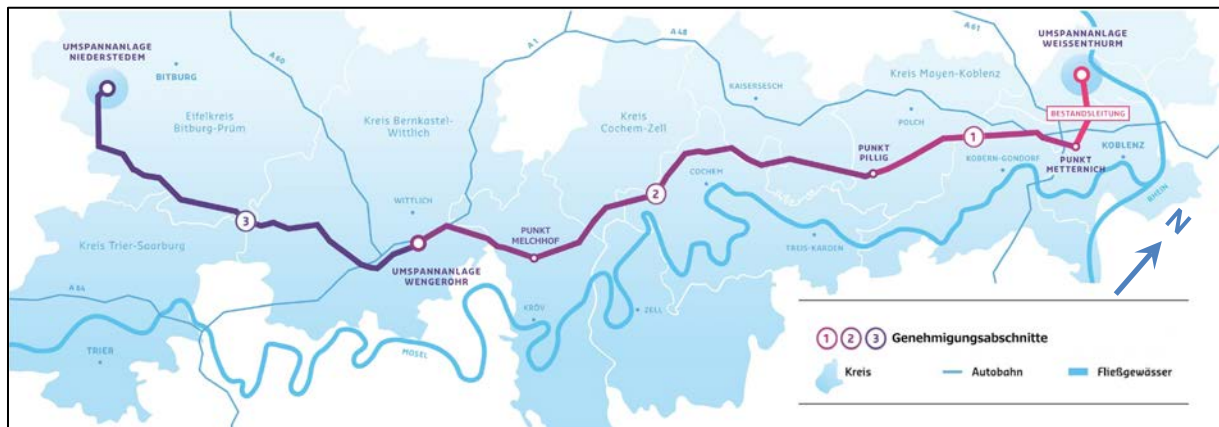 UMSPANNANLAGE
NIEDERSTEDEM
BITBURG
A 60
Eifelkreis
Bitburg-Prüm
Kreis Bernkastel-
Wittlich
A 1
A 48
Kreis
Cochem-Zell
KAISERSESCH
Kreis Mayen-Koblenz
POLCH
A 61
UMSPANNANLAGE
WEISSENTHURM
BESTANDSLEITUNG
1
PUNKT
PILLIG
KOBERN-GONDORF
PUNKT
METTERNICH
KOBLENZ
RHEIN
N
COCHEM
2
TREIS-KARDEN
3
WITTLICH
PUNKT
MELCHHOF
UMSPANNANLAGE
WENGEROHR
Kreis Trier-Saarburg
A 64
TRIER
MOSEL
KRÖV
ZELL
1 2 3 Genehmigungsabschnitte
Kreis
Autobahn
Fließgewässer